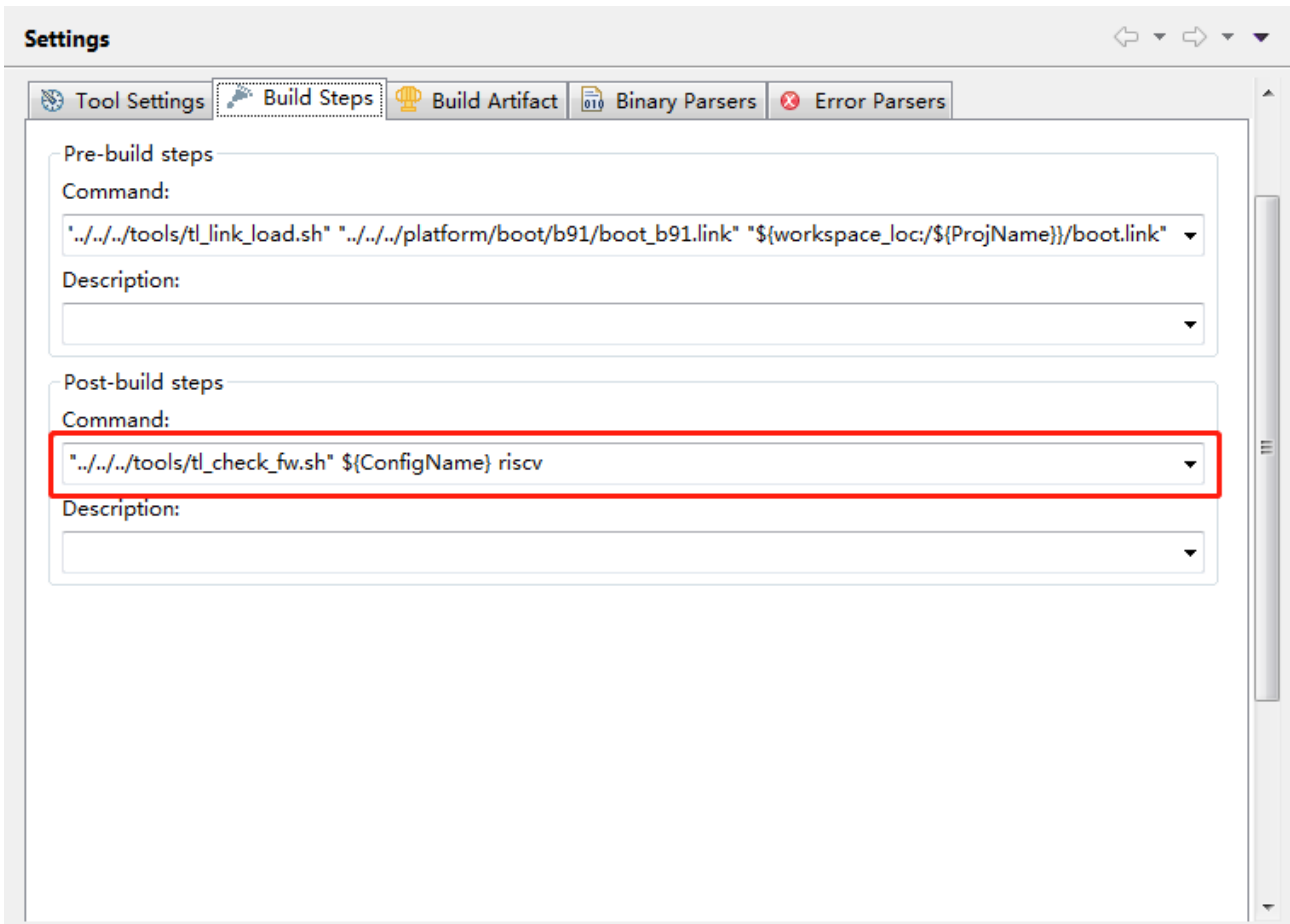 Settings
Tool Settings Build Steps Build Artifact Binary Parsers Error Parsers
Pre-build steps
Command:
"../../../tools/tl_link_load.sh" "../../../platform/boot/b91/boot_b91.link" "${workspace_loc:/${ProjName}}/boot.link"
Description:
Post-build steps
Command:
"../../../tools/tl_check_fw.sh" ${ConfigName} riscv
Description: